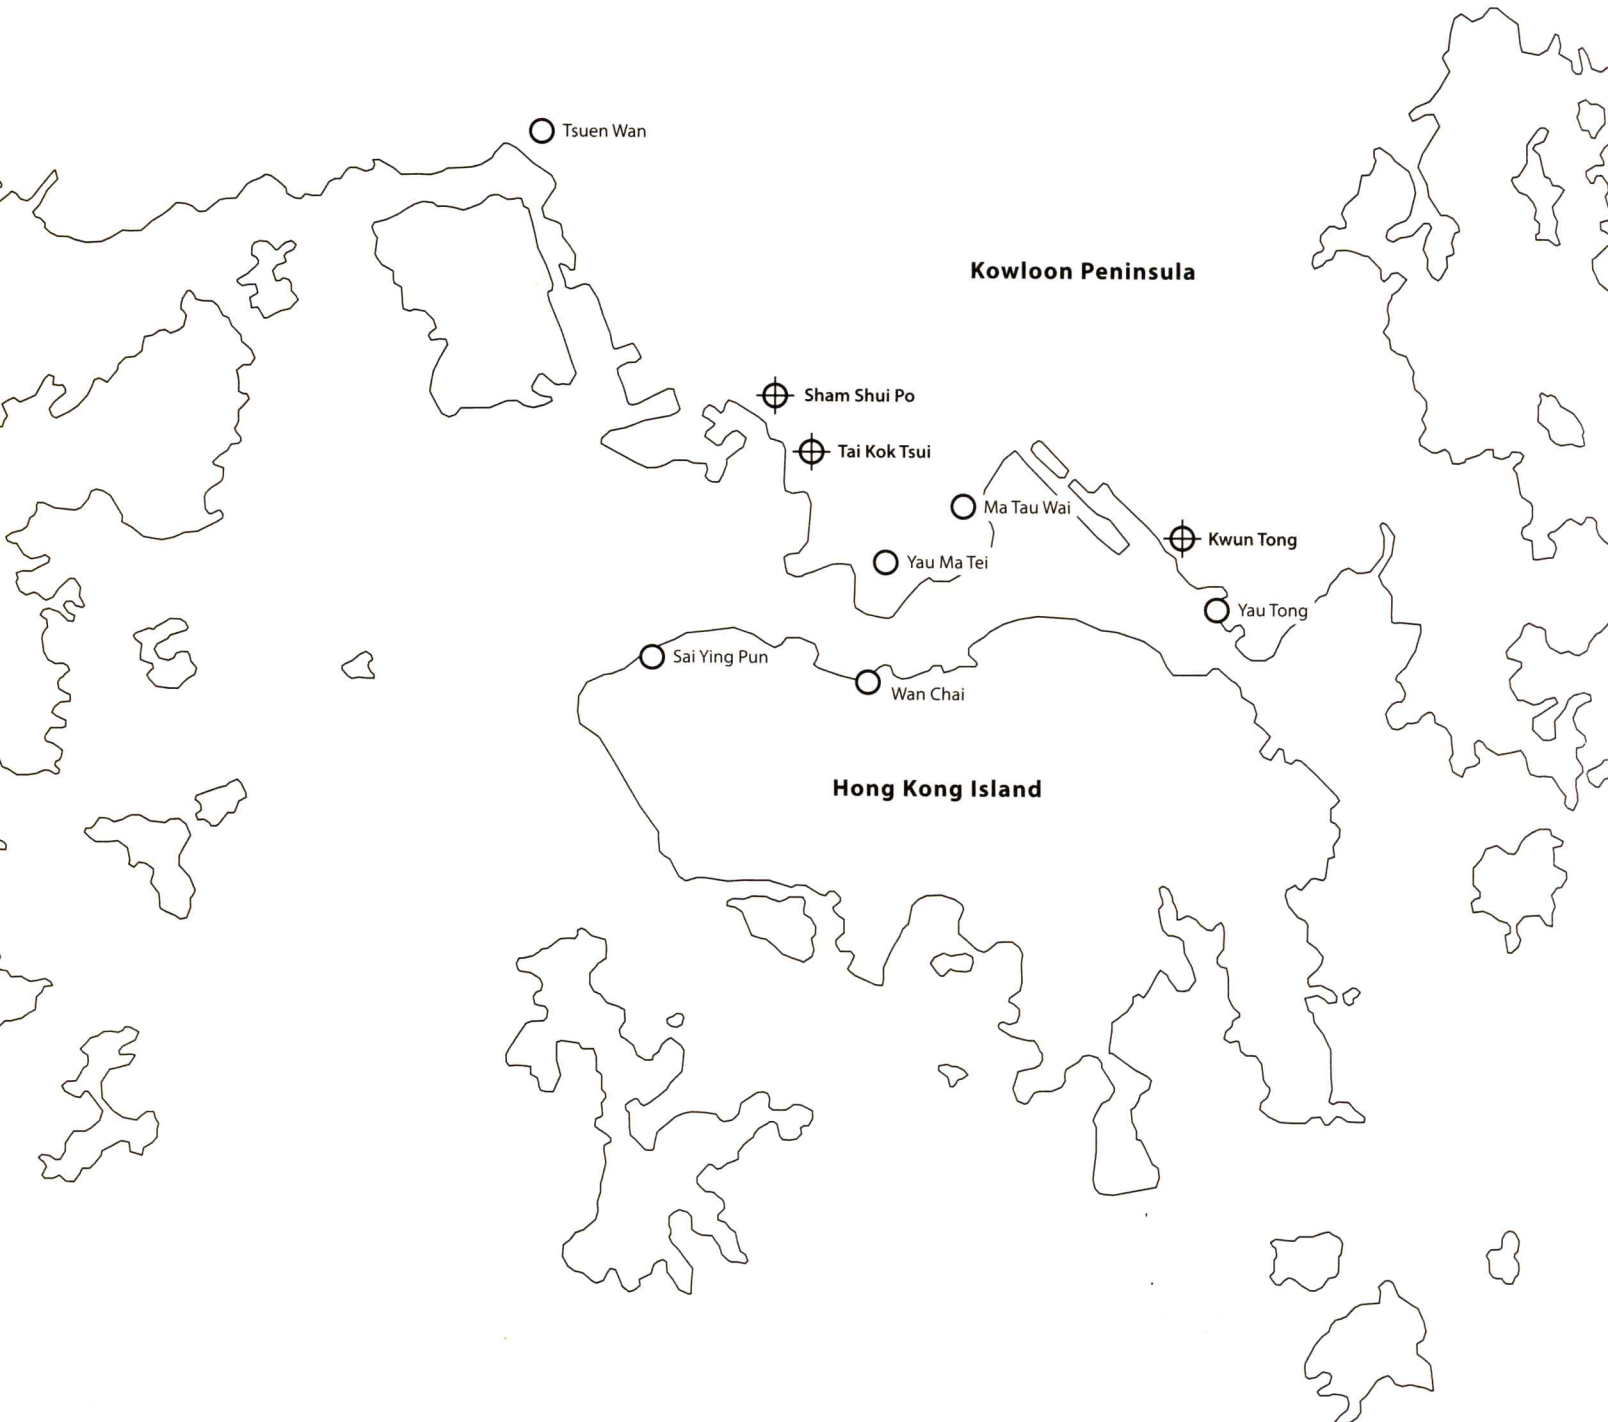 Tsuen Wan
Kowloon Peninsula
Sham Shui Po
Tai Kok Tsui
Ma Tau Wai
Kwun Tong
Yau Ma Tei
Yau Tong
Sai Ying Pun
Wan Chai
Hong Kong Island